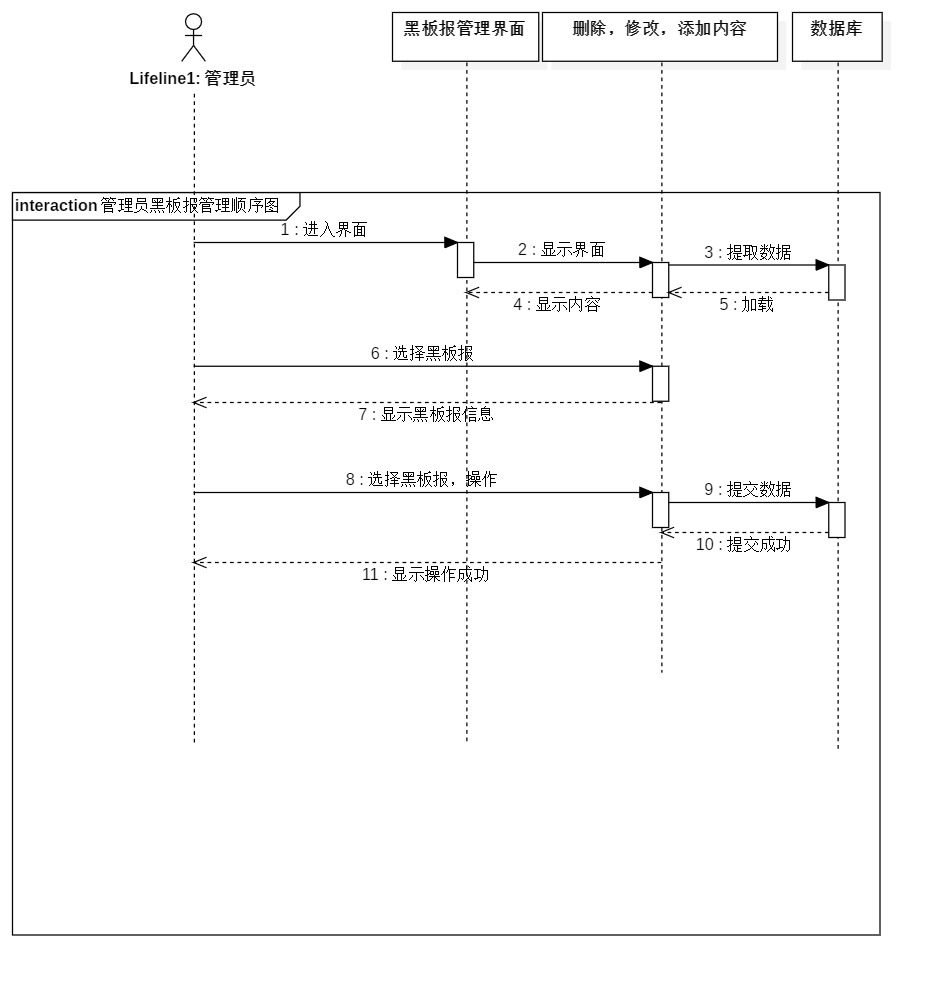 黑板报管理界面
删除，修改，添加内容
数据库
Lifeline1: 管理员
interaction 管理员黑板报管理顺序图
1 : 进入界面
2 : 显示界面
3 : 提取数据
4 : 显示内容
5 : 加载
6 : 选择黑板报
7 : 显示黑板报信息
8 : 选择黑板报，操作
9 : 提交数据
10 : 提交成功
11 : 显示操作成功